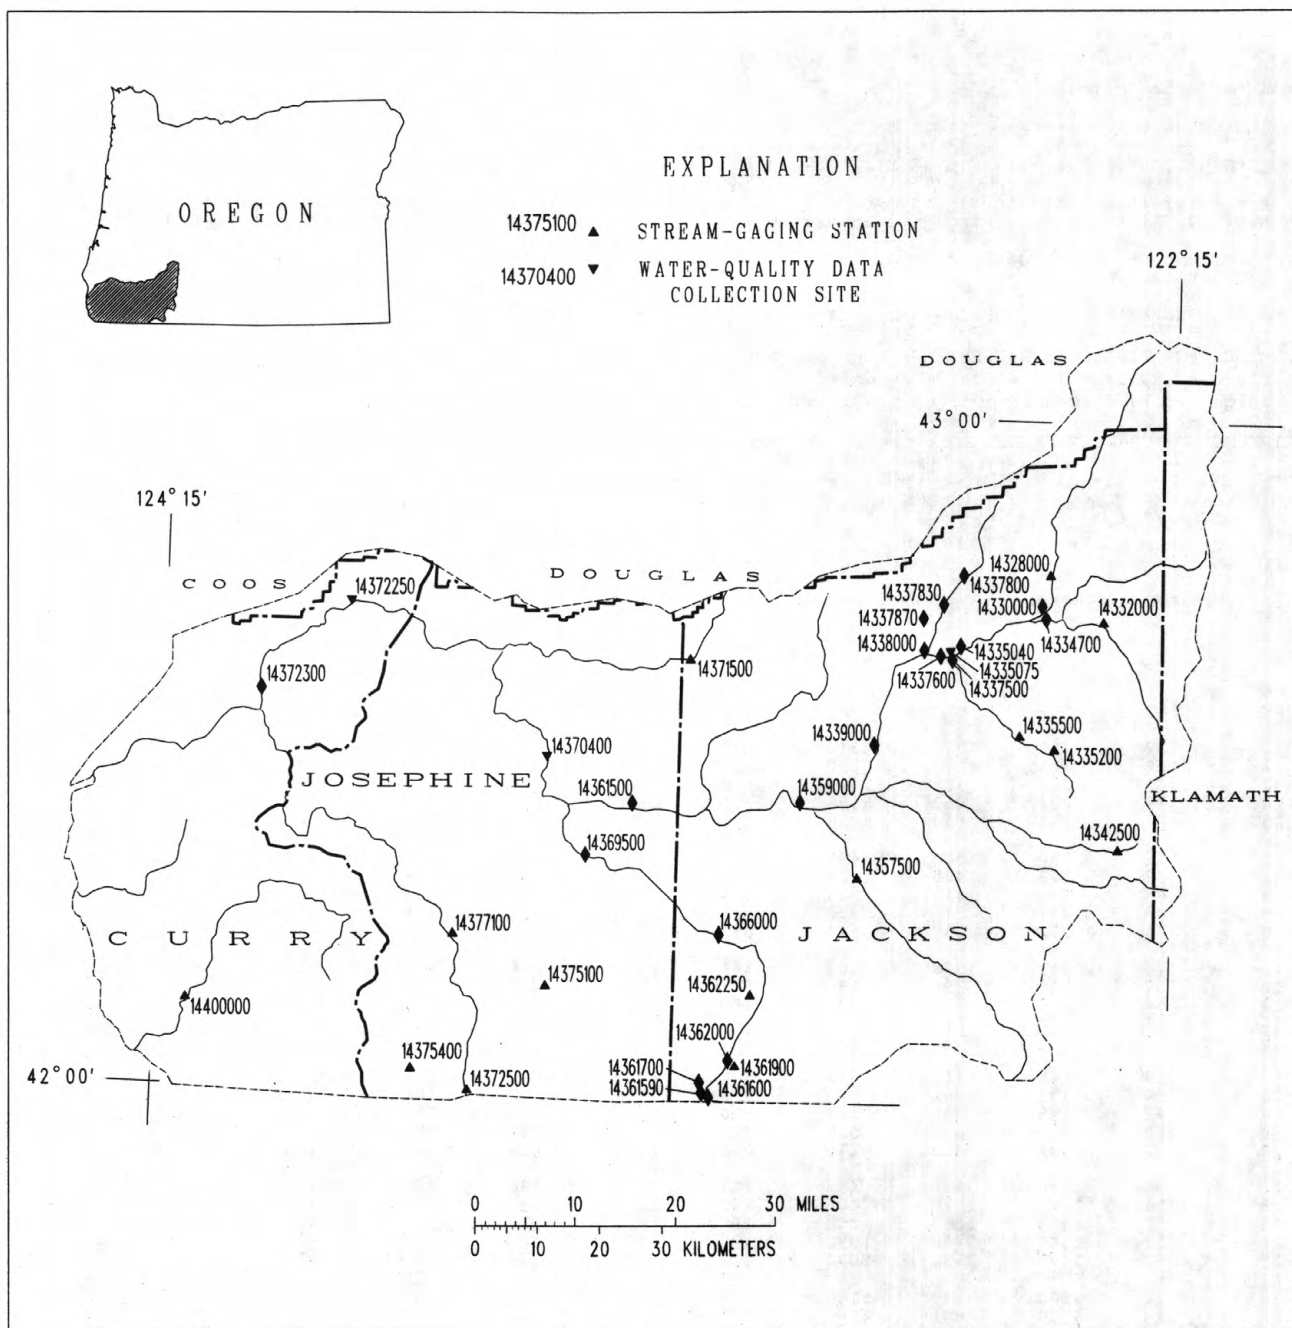 EXPLANATION
OREGON
14375100 STREAM-GAGING STATION
14370400 WATER-QUALITY DATA
COLLECTION SITE
122°15'
DOUGLAS
43°00'
124°15'
COOS
DOUGLAS
14372250
14328000
14337800
14337830
14330000
14332000
14337870
14338000
14334700
14335040
14335075
14337600
14337500
14371500
14372300
14335500
14339000
14335200
14370400
JOSEPHINE
14361500
14359000
KLAMATH
14369500
14342500
14357500
14377100
14366000
CURRY
JACKSON
14375100
14362250
14400000
14362000
14375400
14361700
14361900
42°00'
14372500
14361590
14361600
0 10 20 30 MILES
0 10 20 30 KILOMETERS